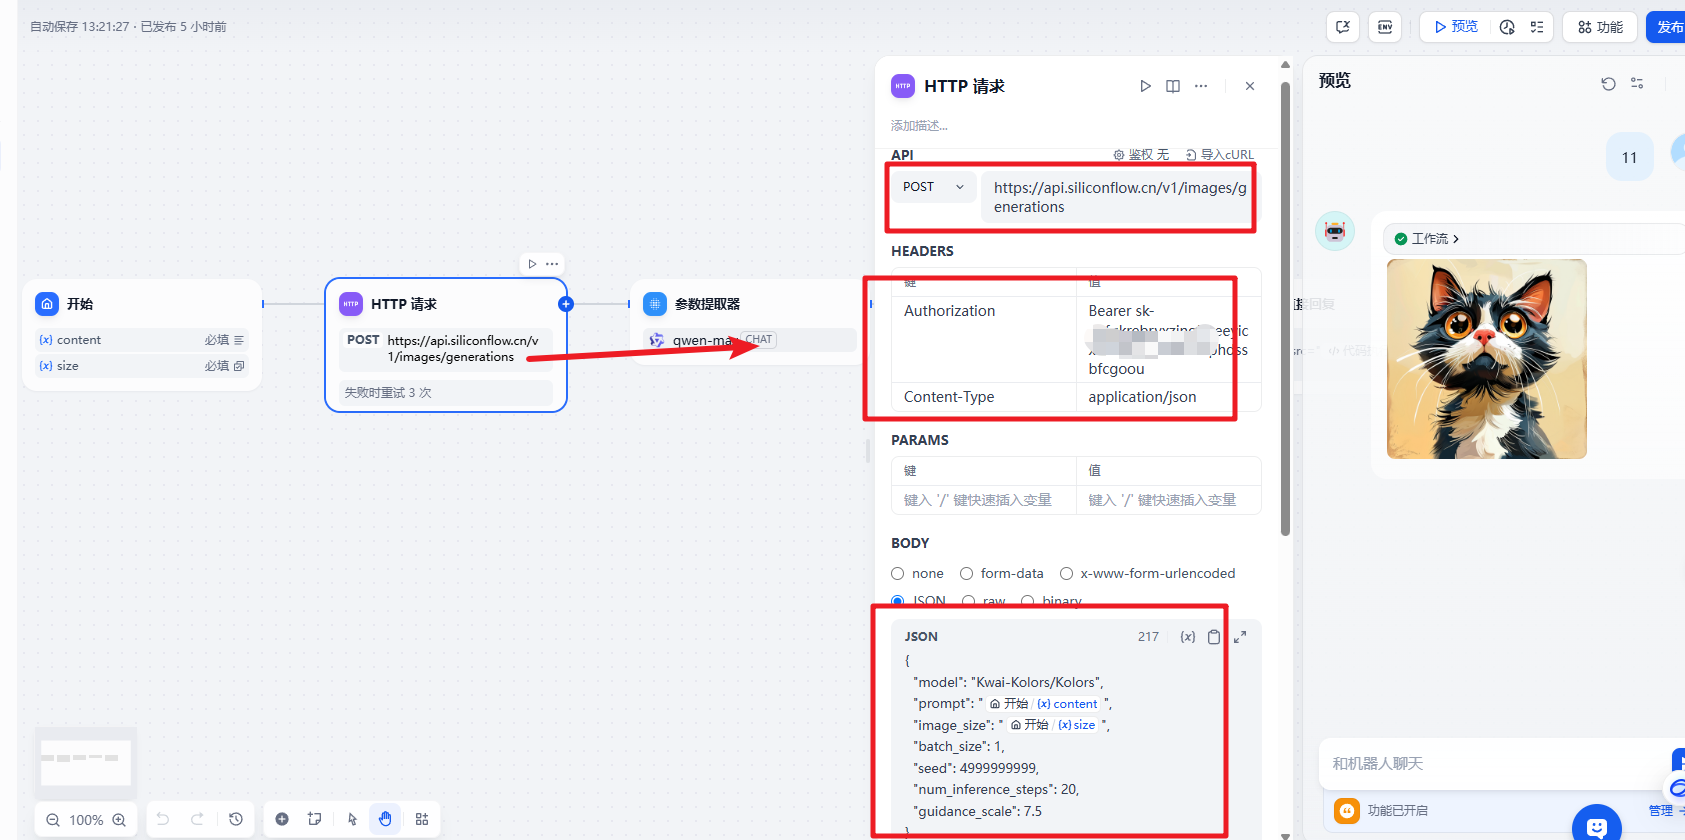 自动保存 13:21:27 · 已发布 5 小时前
ENV
预览
功能
发布
开始
{x} content 必填
{x} size 必填
HTTP
HTTP 请求
POST https://api.siliconflow.cn/v
1/images/generations
失败时重试 3 次
参数提取器
CHAT
100%
HTTP
HTTP 请求
添加描述...
API
鉴权 无
导入cURL
POST
https://api.siliconflow.cn/v1/images/g
enerations
HEADERS
键 值
Authorization
Bearer sk-
bfcgoou
Content-Type application/json
PARAMS
键 值
键入 '/' 键快速插入变量 键入 '/' 键快速插入变量
BODY
none form-data x-www-form-urlencoded
JSON raw binary
JSON 217 {x}
{
"model": "Kwai-Kolors/Kolors",
"prompt": " 开始 / {x} content ",
"image_size": " 开始 / {x} size ",
"batch_size": 1,
"seed": 4999999999,
"num_inference_steps": 20,
"guidance_scale": 7.5
}
接回复
预览
11
工作流
和机器人聊天
功能已开启
管理